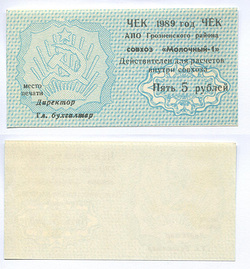 ЧЕК 1989 год ЧЕК
АПО Грозненского района
совхоз «Молочный-1»
Действителен для расчетов
внутри совхоза
Пять 5 рублей
место
печати
Директор
Гл. бухгалтер